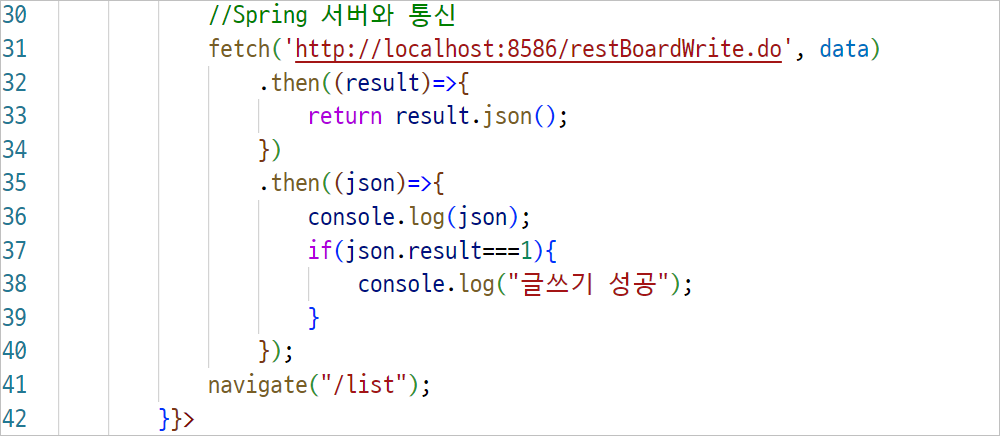 30 //Spring 서버와 통신
31 fetch('http://localhost:8586/restBoardWrite.do', data)
32 .then((result)=>{
33 return result.json();
34 })
35 .then((json)=>{
36 console.log(json);
37 if(json.result===1){
38 console.log("글쓰기 성공");
39 }
40 });
41 navigate("/list");
42 }}>